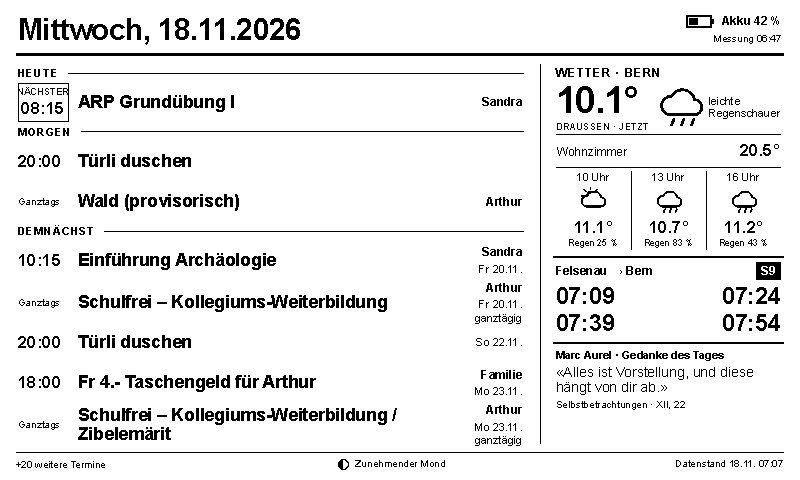 Mittwoch, 18.11.2026
Akku 42 %
Messung 06:47
HEUTE
NÄCHSTER
08:15
ARP Grundübung I
Sandra
MORGEN
20:00
Türli duschen
Ganztags
Wald (provisorisch)
Arthur
DEMNÄCHST
10:15
Einführung Archäologie
Sandra
Fr 20.11.
Ganztags
Schulfrei – Kollegiums-Weiterbildung
Arthur
Fr 20.11.
ganztägig
20:00
Türli duschen
So 22.11.
18:00
Fr 4.- Taschengeld für Arthur
Familie
Mo 23.11.
Ganztags
Schulfrei – Kollegiums-Weiterbildung /
Zibelemärit
Arthur
Mo 23.11.
ganztägig
WETTER · BERN
10.1°
DRAUSSEN · JETZT
leichte
Regenschauer
Wohnzimmer
20.5°
10 Uhr
13 Uhr
16 Uhr
11.1°
10.7°
11.2°
Regen 25 %
Regen 83 %
Regen 43 %
Felsenau › Bern
S9
07:09
07:24
07:39
07:54
Marc Aurel · Gedanke des Tages
«Alles ist Vorstellung, und diese
hängt von dir ab.»
Selbstbetrachtungen · XII, 22
+20 weitere Termine
Zunehmender Mond
Datenstand 18.11. 07:07